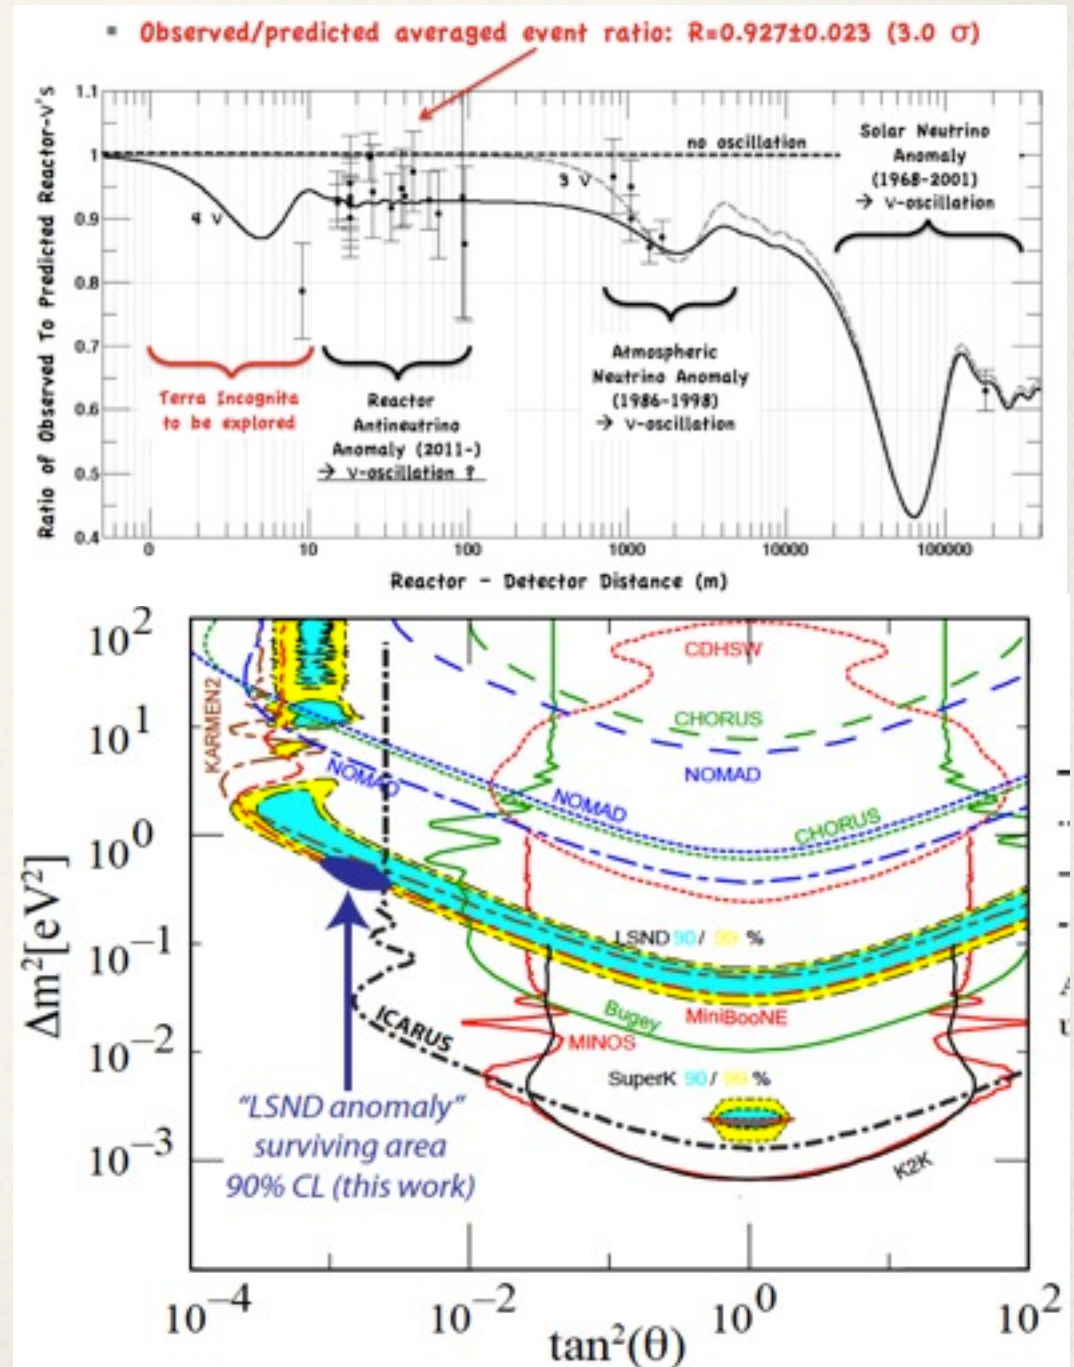 ▪ Observed/predicted averaged event ratio: R=0.927±0.023 (3.0 σ)
Ratio of Observed To Predicted Reactor-ν's
1.1
1
0.9
0.8
0.7
0.6
0.5
0.4
no oscillation
3 ν
4 ν
Solar Neutrino
Anomaly
(1968-2001)
→ ν-oscillation
Terra Incognita
to be explored
Reactor
Antineutrino
Anomaly (2011-)
→ ν-oscillation ?
Atmospheric
Neutrino Anomaly
(1986-1998)
→ ν-oscillation
0 10 100 1000 10000 100000
Reactor - Detector Distance (m)
Δm²[eV²]
10²
10¹
10⁰
10⁻¹
10⁻²
10⁻³
KARMEN2
CDHSW
CHORUS
NOMAD
NOMAD
NOMAD
CHORUS
LSND 90/ 99 %
Bugey
MiniBooNE
MINOS
ICARUS
SuperK 90/ 99 %
K2K
"LSND anomaly"
surviving area
90% CL (this work)
10⁻⁴ 10⁻² 10⁰ 10²
tan²(θ)